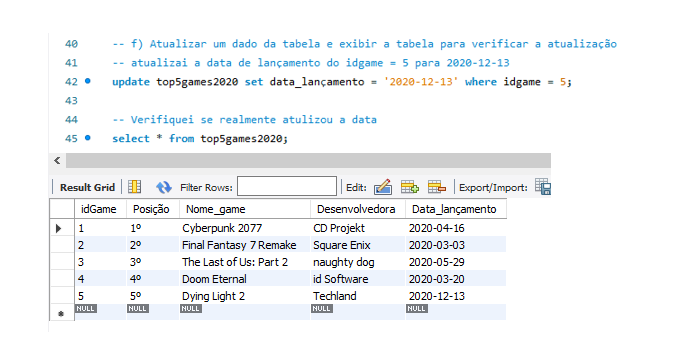 40 -- f) Atualizar um dado da tabela e exibir a tabela para verificar a atualização
41 -- atualizai a data de lançamento do idgame = 5 para 2020-12-13
42 update top5games2020 set data_lançamento = '2020-12-13' where idgame = 5;
43
44 -- Verifiquei se realmente atulizou a data
45 select * from top5games2020;
Result Grid Filter Rows: Edit: Export/Import:
idGame Posição Nome_game Desenvolvedora Data_lançamento
1 1º Cyberpunk 2077 CD Projekt 2020-04-16
2 2º Final Fantasy 7 Remake Square Enix 2020-03-03
3 3º The Last of Us: Part 2 naughty dog 2020-05-29
4 4º Doom Eternal id Software 2020-03-20
5 5º Dying Light 2 Techland 2020-12-13
NULL NULL NULL NULL NULL